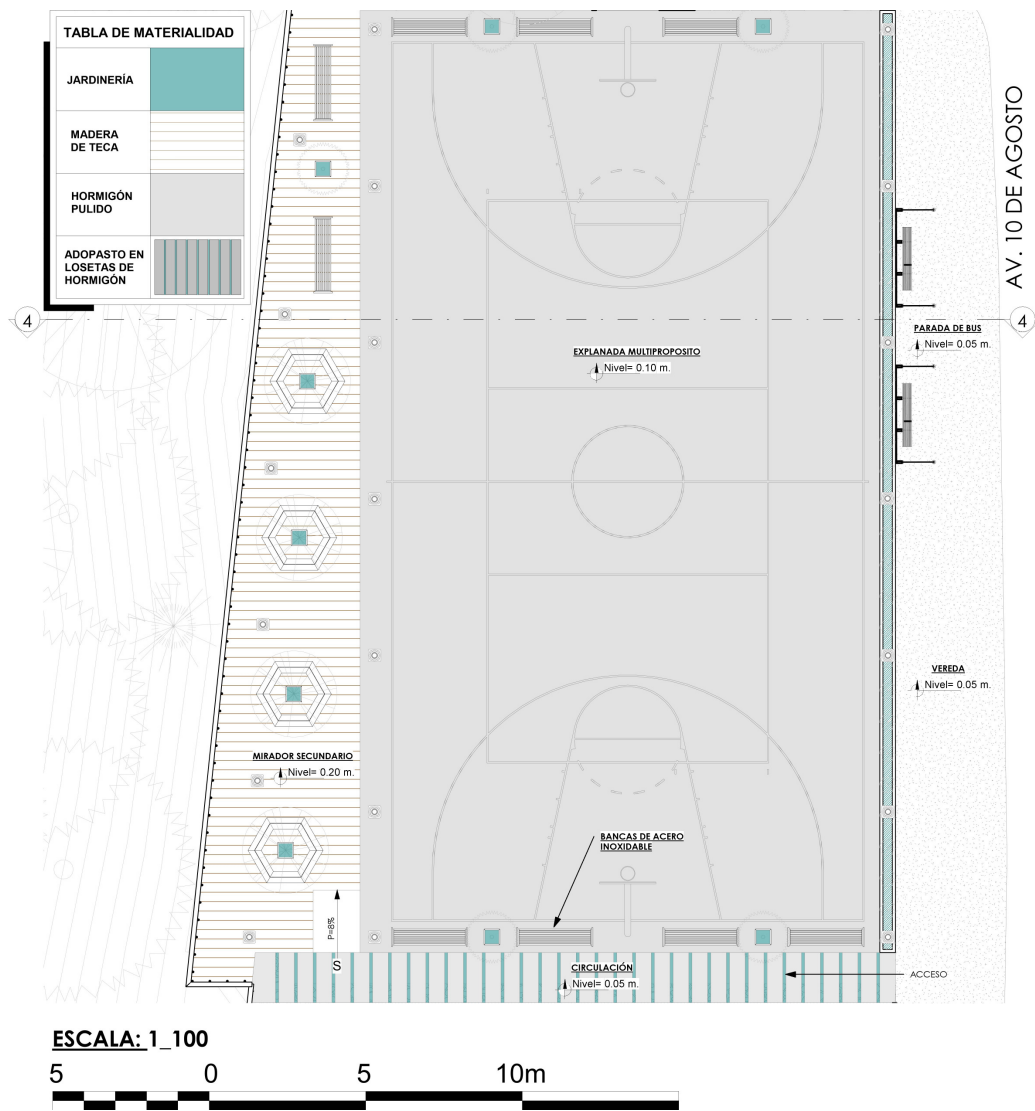 TABLA DE MATERIALIDAD
JARDINERÍA
MADERA
DE TECA
HORMIGÓN
PULIDO
ADOPASTO EN
LOSETAS DE
HORMIGÓN
AV. 10 DE AGOSTO
4
4
PARADA DE BUS
Nivel= 0.05 m.
EXPLANADA MULTIPROPOSITO
Nivel= 0.10 m.
VEREDA
Nivel= 0.05 m.
MIRADOR SECUNDARIO
Nivel= 0.20 m.
BANCAS DE ACERO
INOXIDABLE
P=8%
S
CIRCULACIÓN
Nivel= 0.05 m.
ACCESO
ESCALA: 1_100
5 0 5 10m